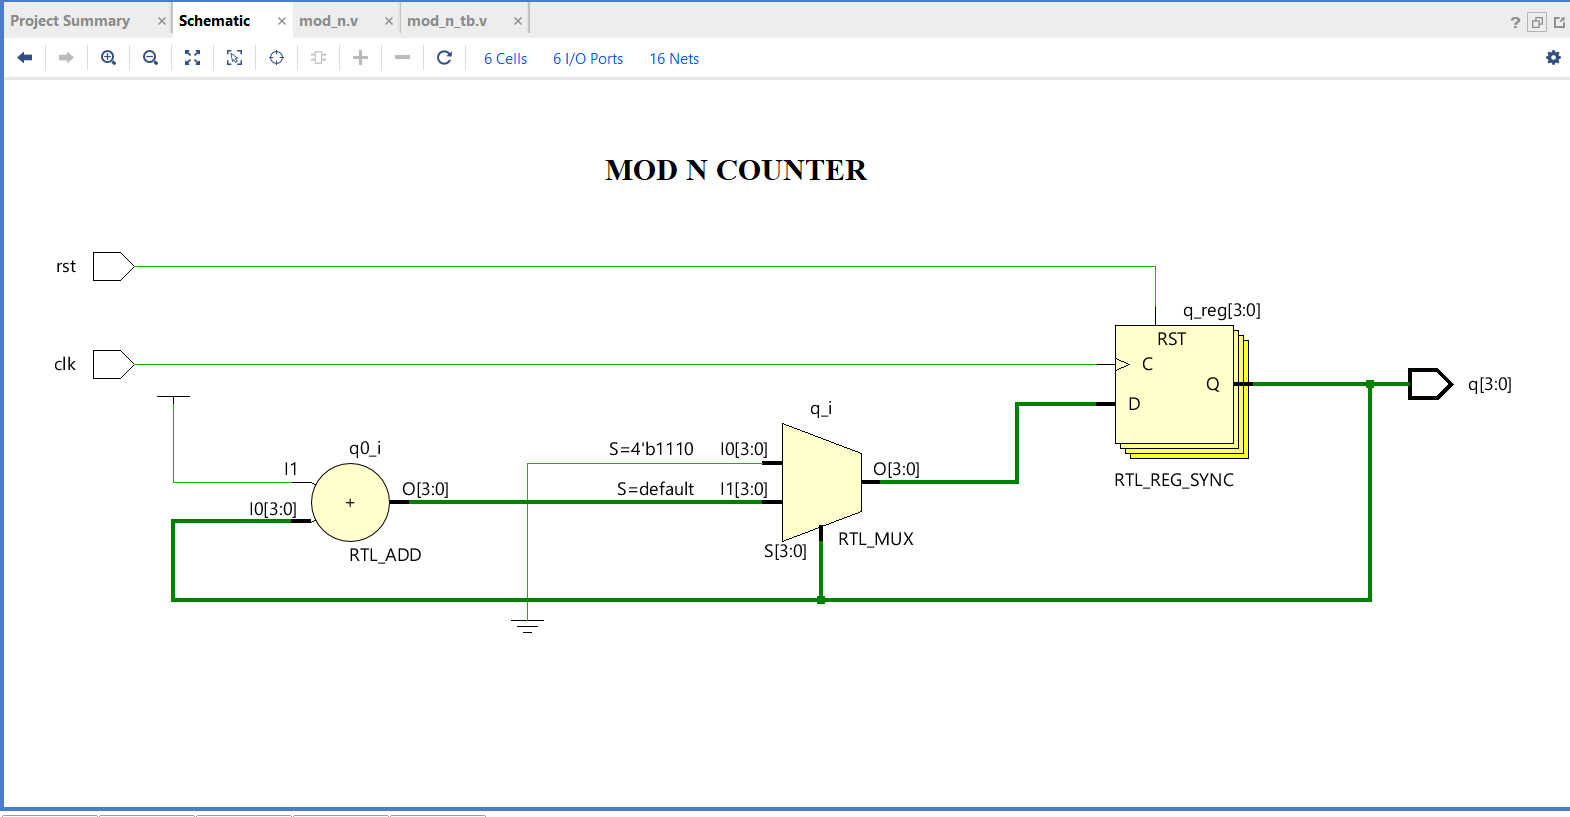 Project Summary × Schematic × mod_n.v × mod_n_tb.v × ?
6 Cells 6 I/O Ports 16 Nets
MOD N COUNTER
rst
q_reg[3:0]
RST
clk
C
Q
q[3:0]
D
q_i
q0_i
S=4'b1110 I0[3:0]
I1
O[3:0]
O[3:0]
S=default I1[3:0]
RTL_REG_SYNC
+
I0[3:0]
RTL_MUX
S[3:0]
RTL_ADD